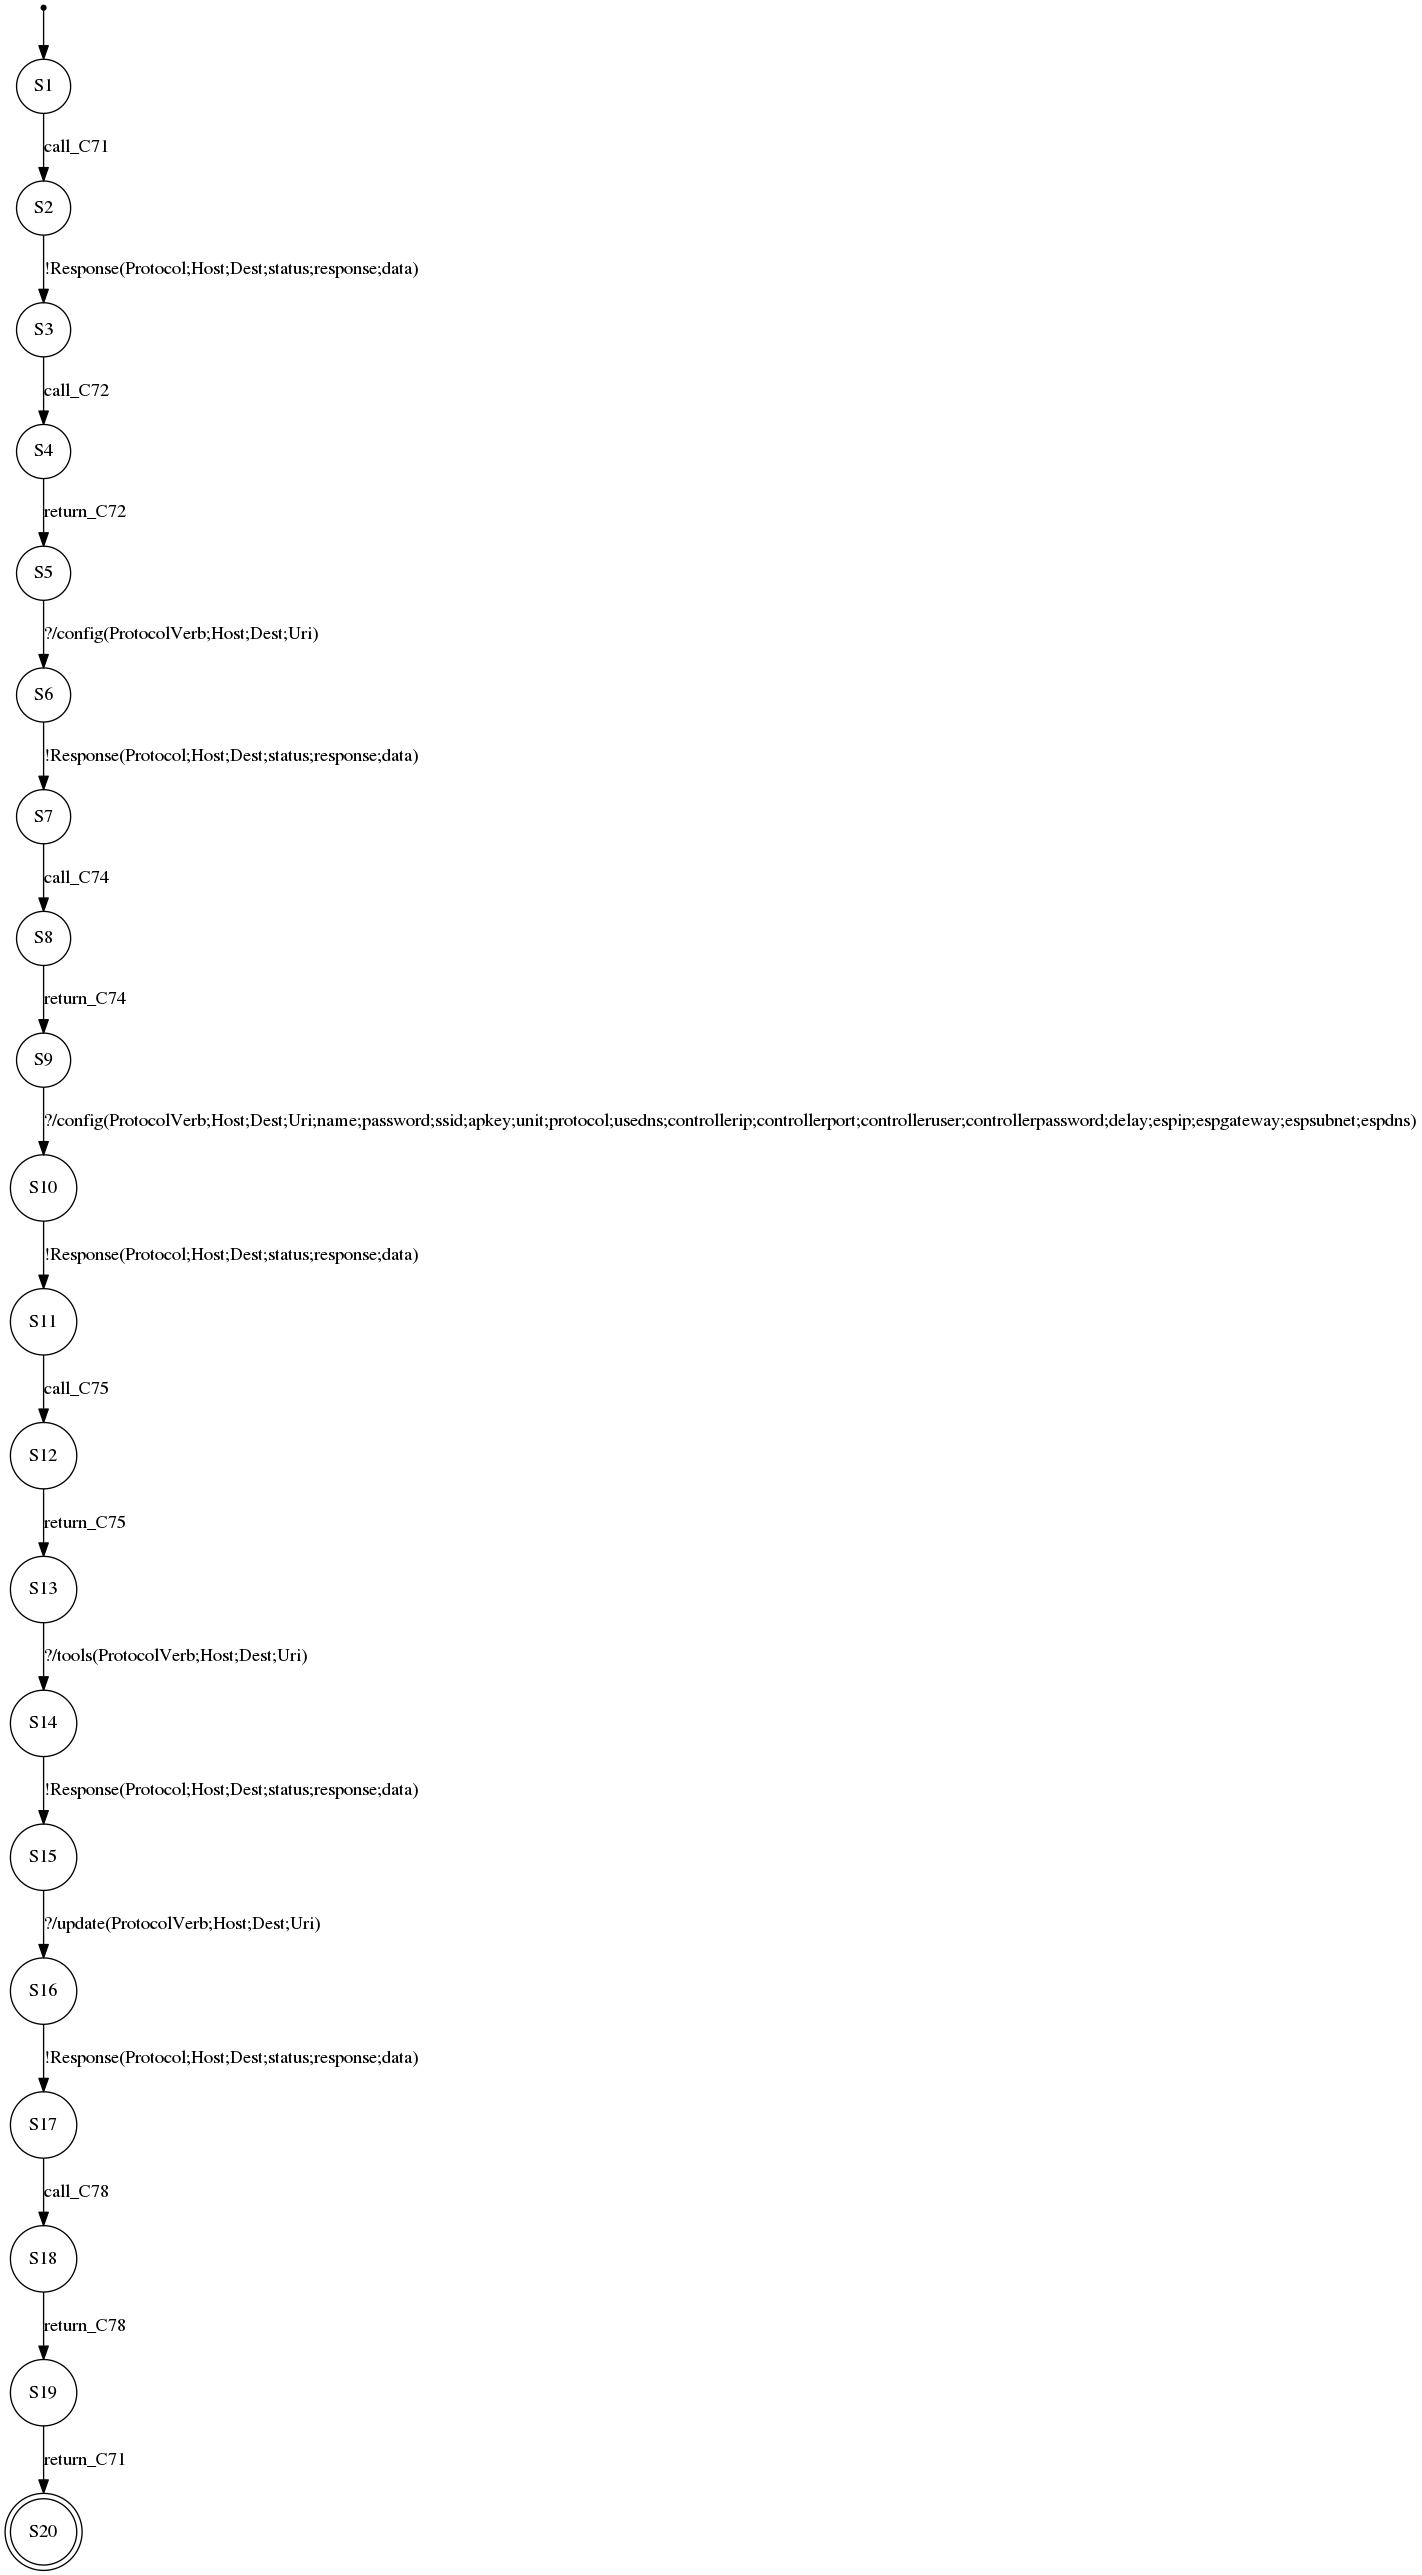 S1
call_C71
S2
!Response(Protocol;Host;Dest;status;response;data)
S3
call_C72
S4
return_C72
S5
?/config(ProtocolVerb;Host;Dest;Uri)
S6
!Response(Protocol;Host;Dest;status;response;data)
S7
call_C74
S8
return_C74
S9
?/config(ProtocolVerb;Host;Dest;Uri;name;password;ssid;apkey;unit;protocol;usedns;controllerip;controllerport;controlleruser;controllerpassword;delay;espip;espgateway;espsubnet;espdns)
S10
!Response(Protocol;Host;Dest;status;response;data)
S11
call_C75
S12
return_C75
S13
?/tools(ProtocolVerb;Host;Dest;Uri)
S14
!Response(Protocol;Host;Dest;status;response;data)
S15
?/update(ProtocolVerb;Host;Dest;Uri)
S16
!Response(Protocol;Host;Dest;status;response;data)
S17
call_C78
S18
return_C78
S19
return_C71
S20